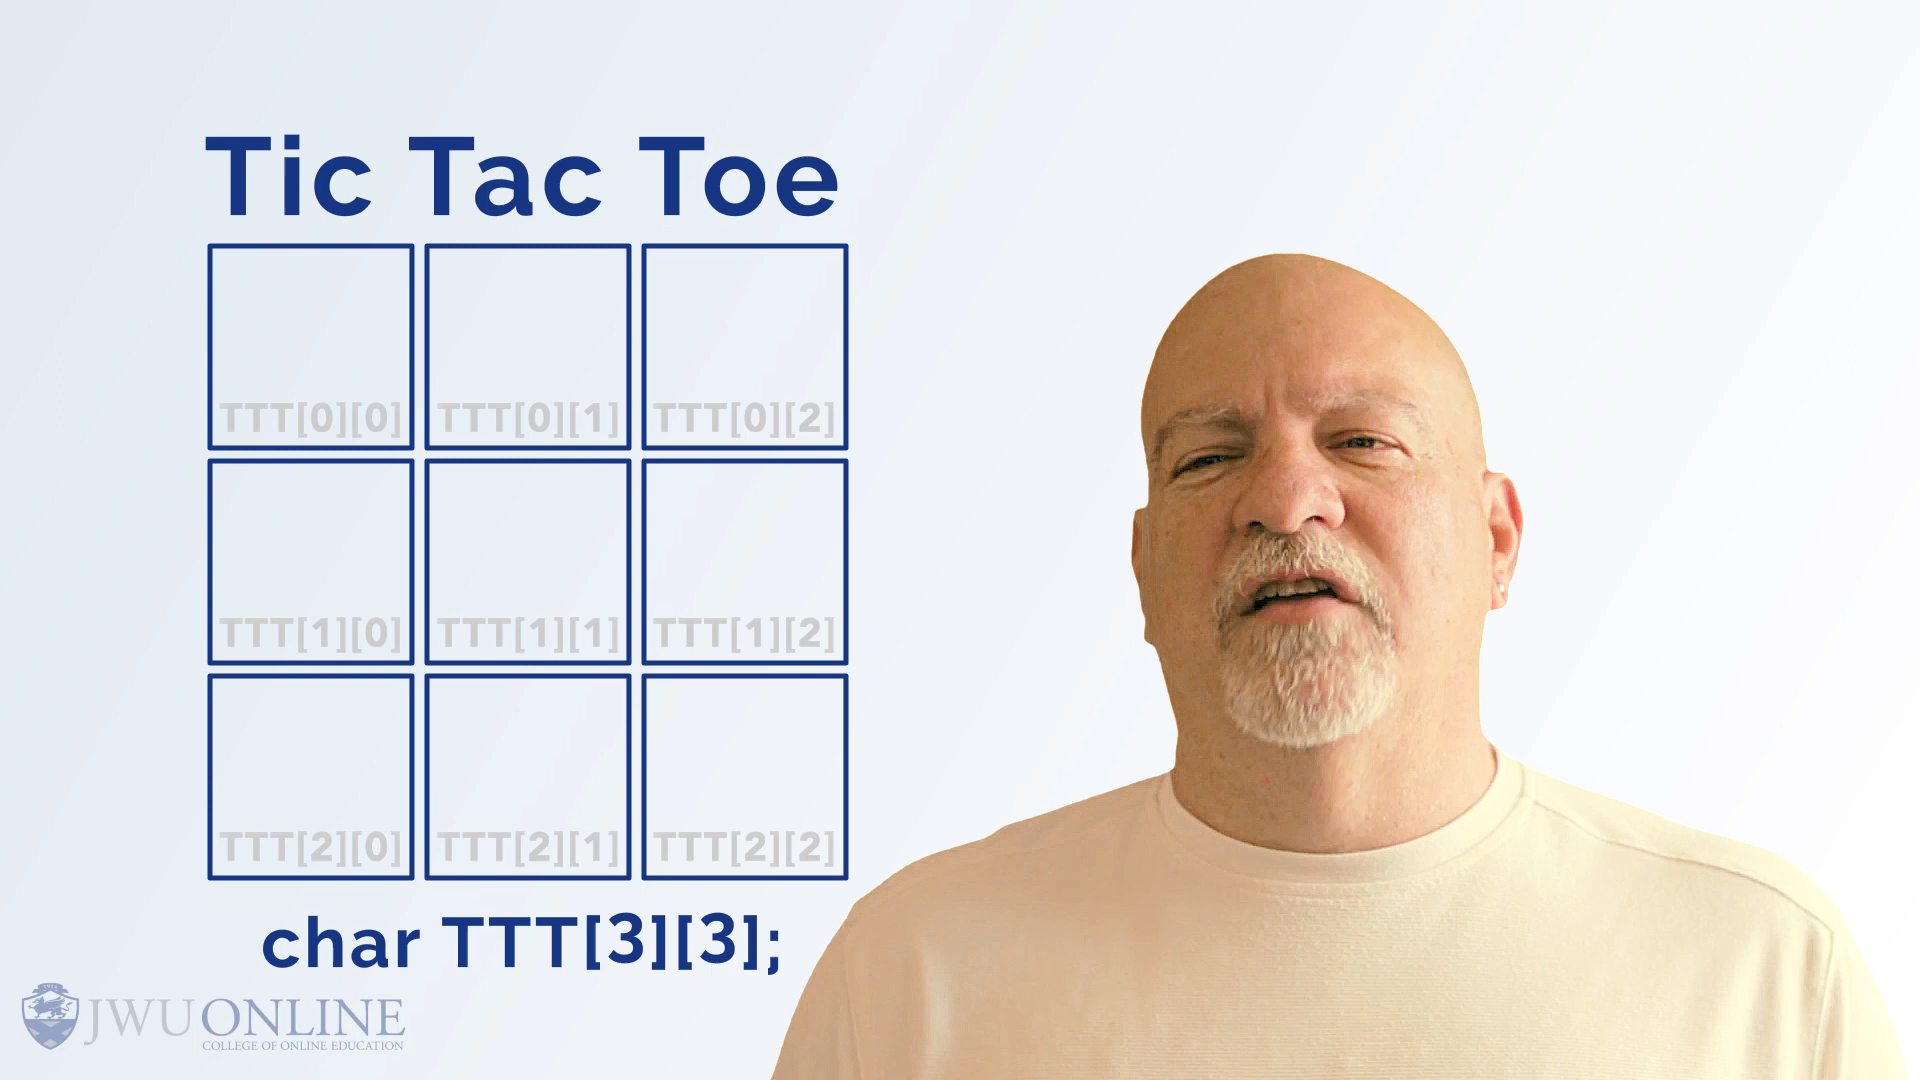 Tic Tac Toe
TTT[0][0] TTT[0][1] TTT[0][2]
TTT[1][0] TTT[1][1] TTT[1][2]
TTT[2][0] TTT[2][1] TTT[2][2]
char TTT[3][3];
1914
JWU ONLINE
COLLEGE OF ONLINE EDUCATION